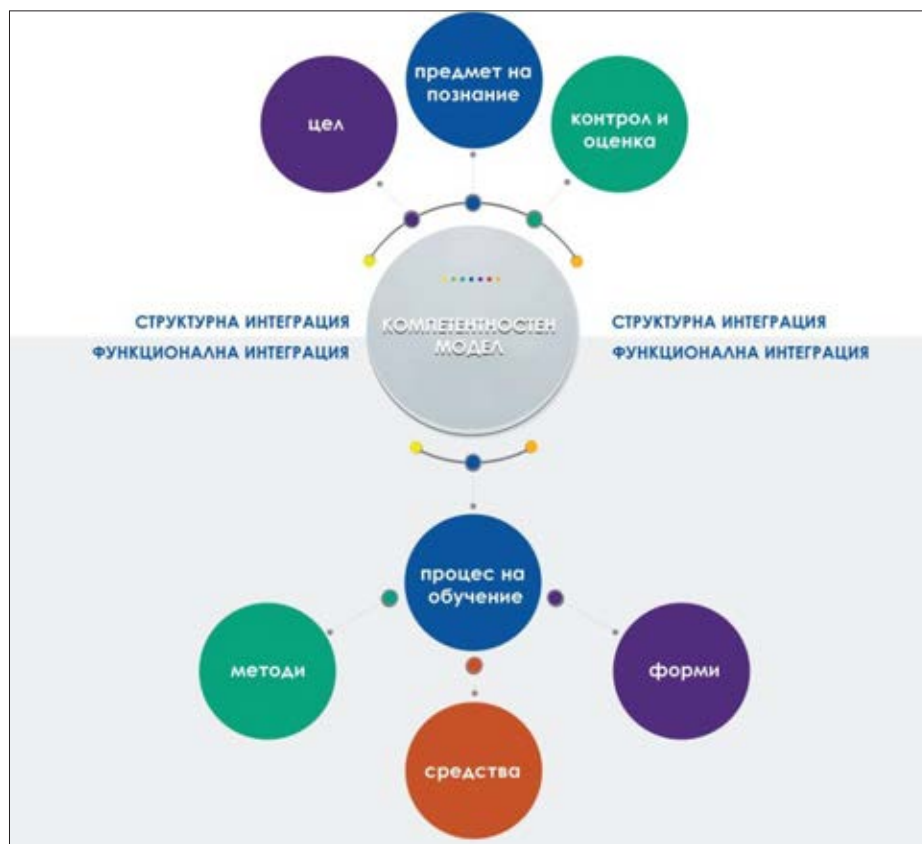 предмет на
познание
цел
контрол и
оценка
СТРУКТУРНА ИНТЕГРАЦИЯ
ФУНКЦИОНАЛНА ИНТЕГРАЦИЯ
КОМПЕТЕНТНОСТЕН
МОДЕЛ
СТРУКТУРНА ИНТЕГРАЦИЯ
ФУНКЦИОНАЛНА ИНТЕГРАЦИЯ
процес на
обучение
методи
форми
средства